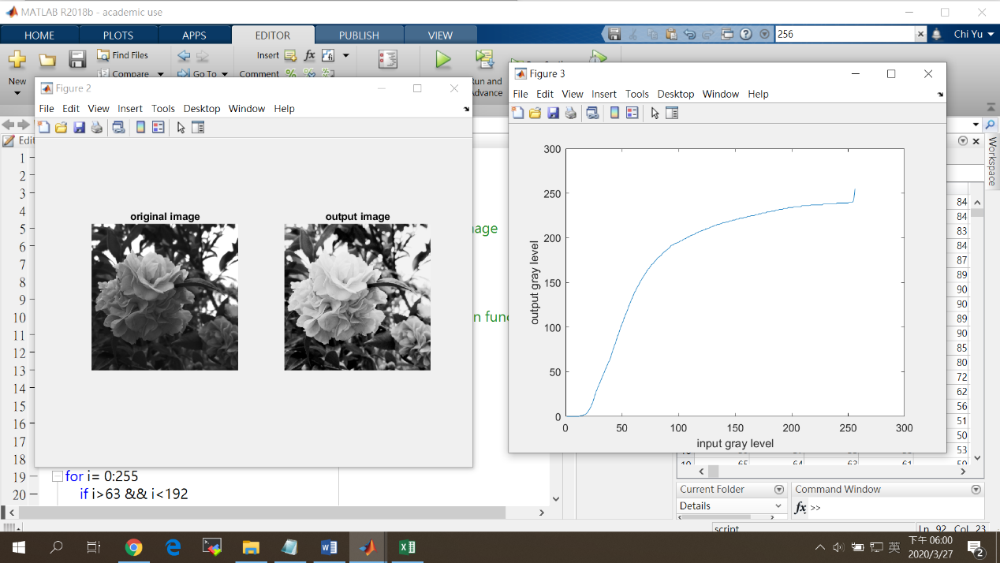 MATLAB R2018b - academic use
HOME PLOTS APPS EDITOR PUBLISH VIEW 256 Chi Yu
Find Files Insert fx
New Compare Go To Comment
Run and Advance
Figure 2
File Edit View Insert Tools Desktop Window Help
original image output image
Figure 3
File Edit View Insert Tools Desktop Window Help
300
250
200
150
100
50
0
0 50 100 150 200 250 300
output gray level
input gray level
Workspace
1
2
3
4
5
6
7
8
9
10
11
12
13
14
15
16
17
18
19 for i= 0:255
20 if i>63 && i<192
84
84
83
84
87
89
90
90
89
90
85
80
72
62
56
51
50
53
Current Folder
Details
Command Window
fx >>
script Ln 92 Col 23
英
下午 06:00
2020/3/27
2